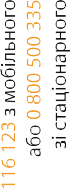 116 123 з мобільного
або 0 800 500 335
зі стаціонарного